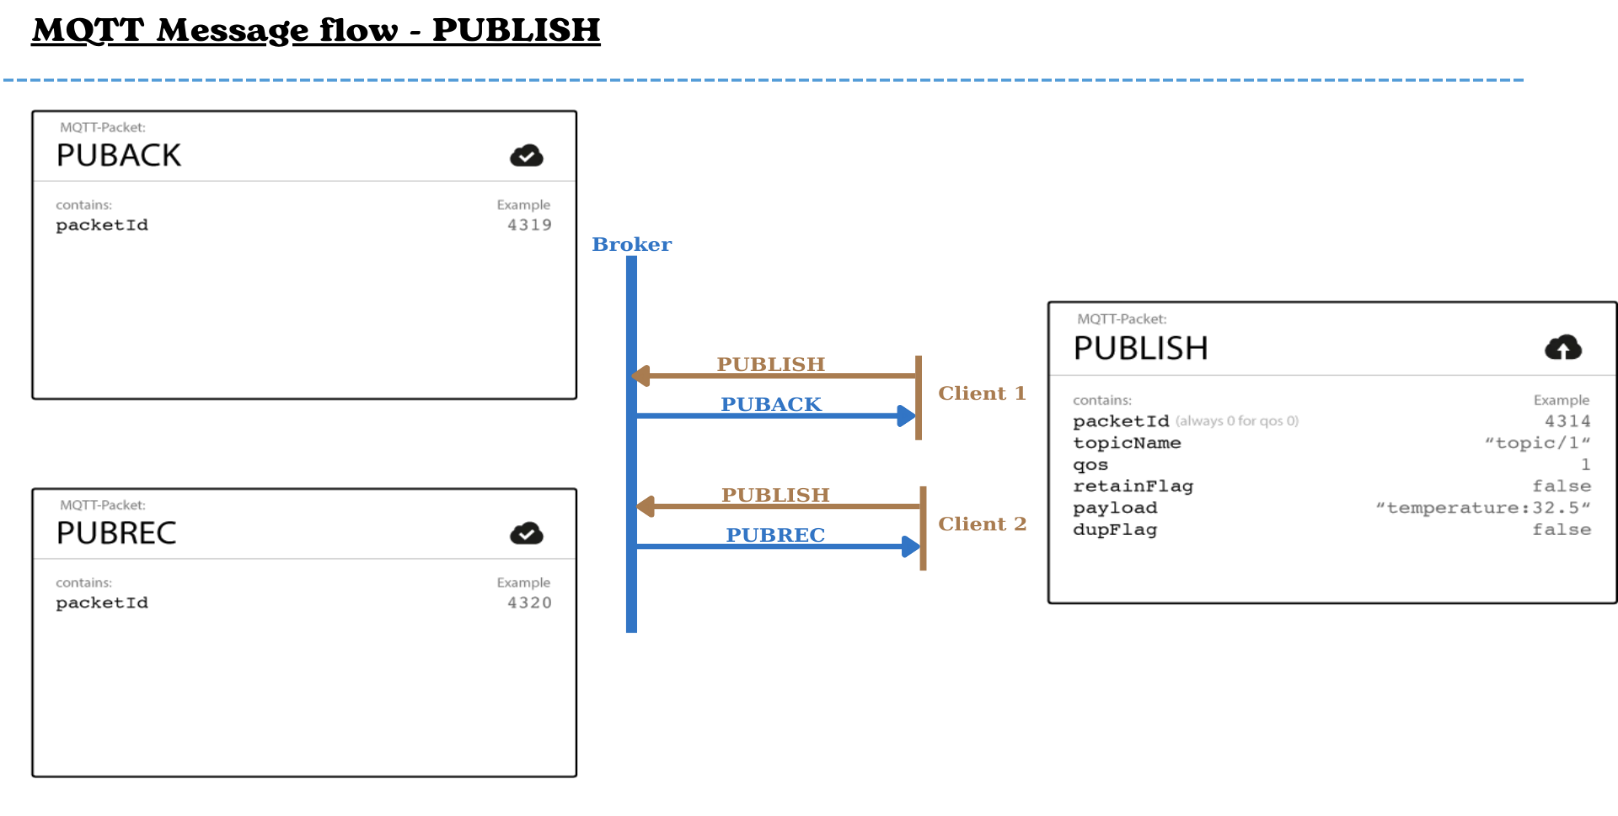 MQTT Message flow - PUBLISH
MQTT-Packet:
PUBACK
contains: Example
packetId 4319
Broker
PUBLISH
PUBACK
Client 1
PUBLISH
PUBREC
Client 2
MQTT-Packet:
PUBREC
contains: Example
packetId 4320
MQTT-Packet:
PUBLISH
contains: Example
packetId (always 0 for qos 0) 4314
topicName “topic/1“
qos 1
retainFlag false
payload “temperature:32.5“
dupFlag false